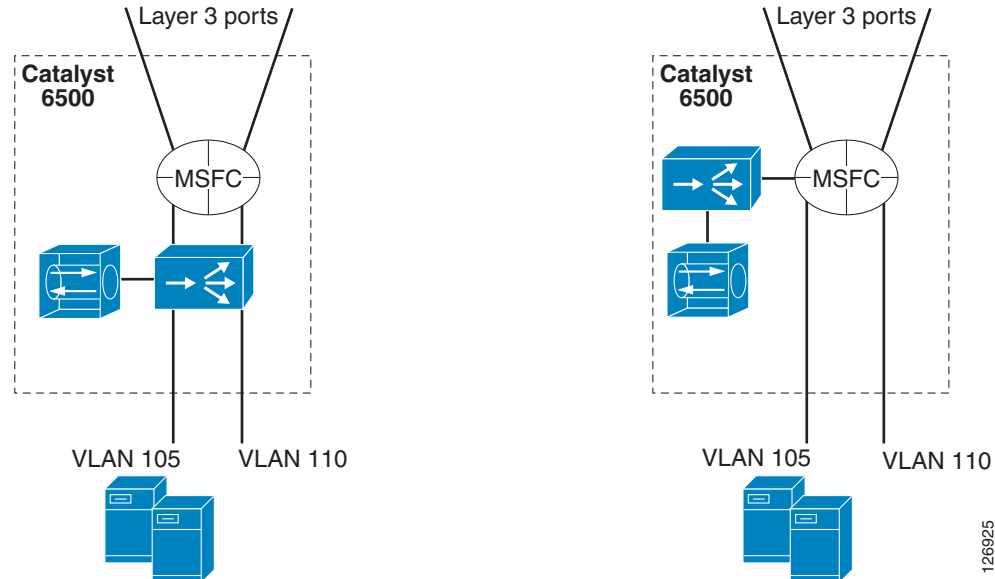 Layer 3 ports
Catalyst
6500
MSFC
VLAN 105
VLAN 110
Layer 3 ports
Catalyst
6500
MSFC
VLAN 105
VLAN 110
126925